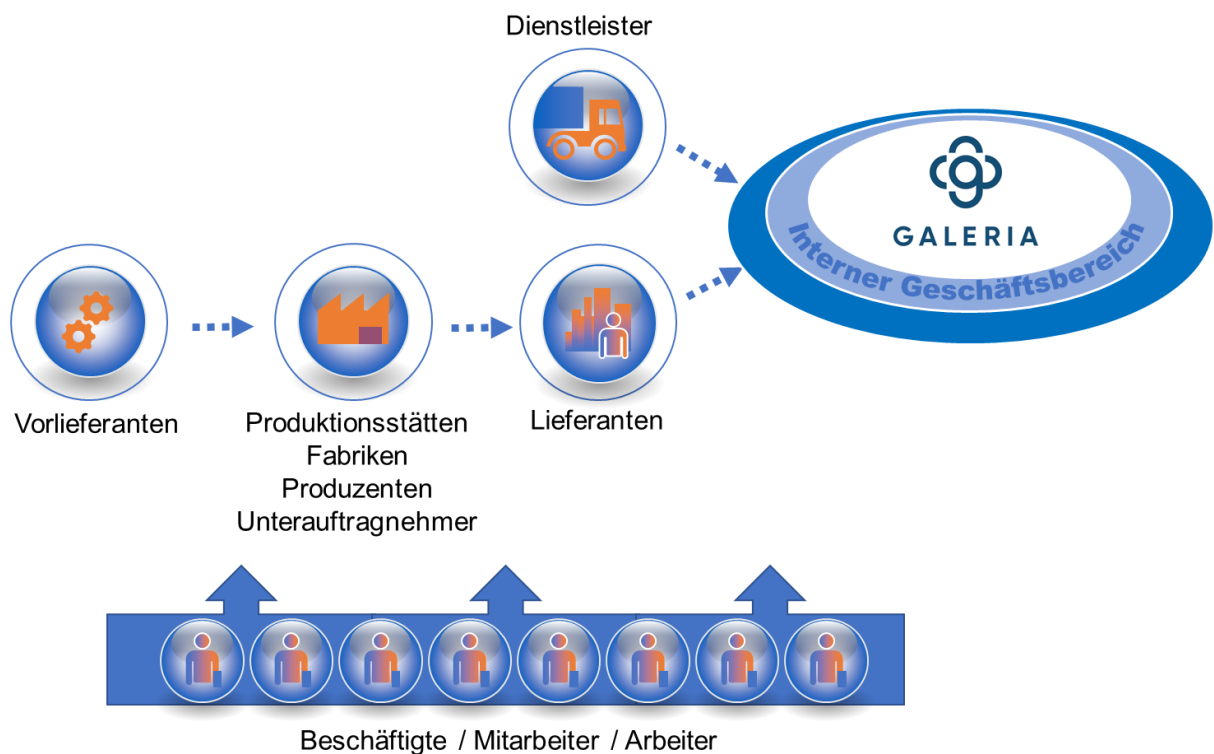 Dienstleister
GALERIA
Interner Geschäftsbereich
Vorlieferanten
Produktionsstätten
Fabriken
Produzenten
Unterauftragnehmer
Lieferanten
Beschäftigte / Mitarbeiter / Arbeiter